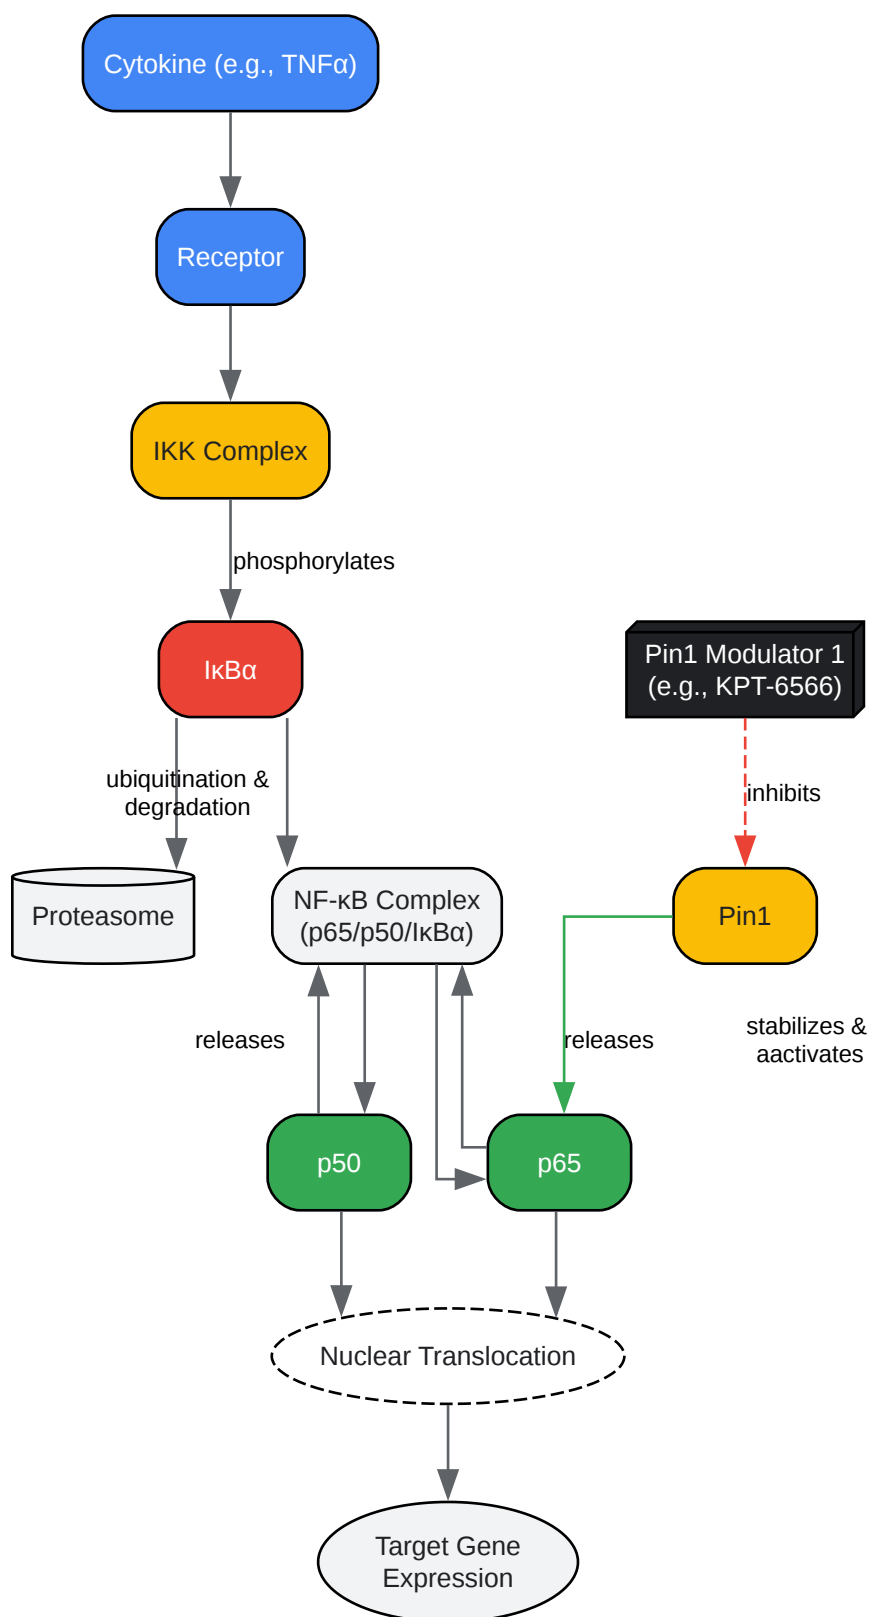 Cytokine (e.g., TNFα)
Receptor
IKK Complex
phosphorylates
IκBα
Pin1 Modulator 1
(e.g., KPT-6566)
ubiquitination &
degradation
inhibits
Proteasome
NF-κB Complex
(p65/p50/IκBα)
Pin1
releases
releases
stabilizes &
aactivates
p50
p65
Nuclear Translocation
Target Gene
Expression